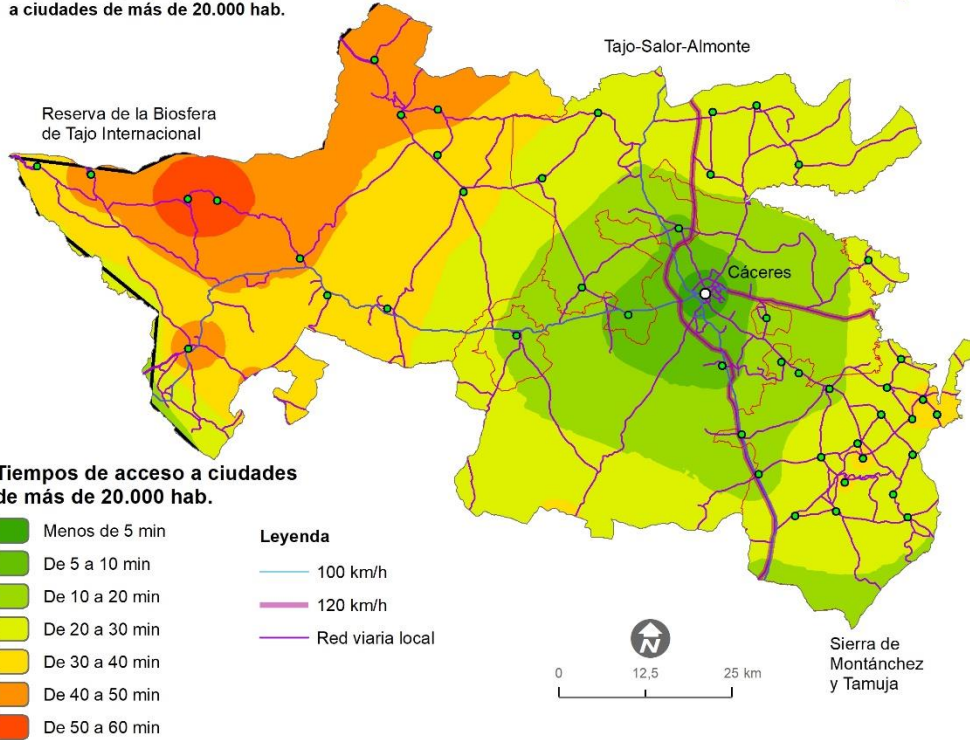 a ciudades de más de 20.000 hab.
Tajo-Salor-Almonte
Reserva de la Biosfera
de Tajo Internacional
Cáceres
Tiempos de acceso a ciudades
de más de 20.000 hab.
Menos de 5 min
De 5 a 10 min
De 10 a 20 min
De 20 a 30 min
De 30 a 40 min
De 40 a 50 min
De 50 a 60 min
Leyenda
100 km/h
120 km/h
Red viaria local
N
0 12,5 25 km
Sierra de
Montánchez
y Tamuja